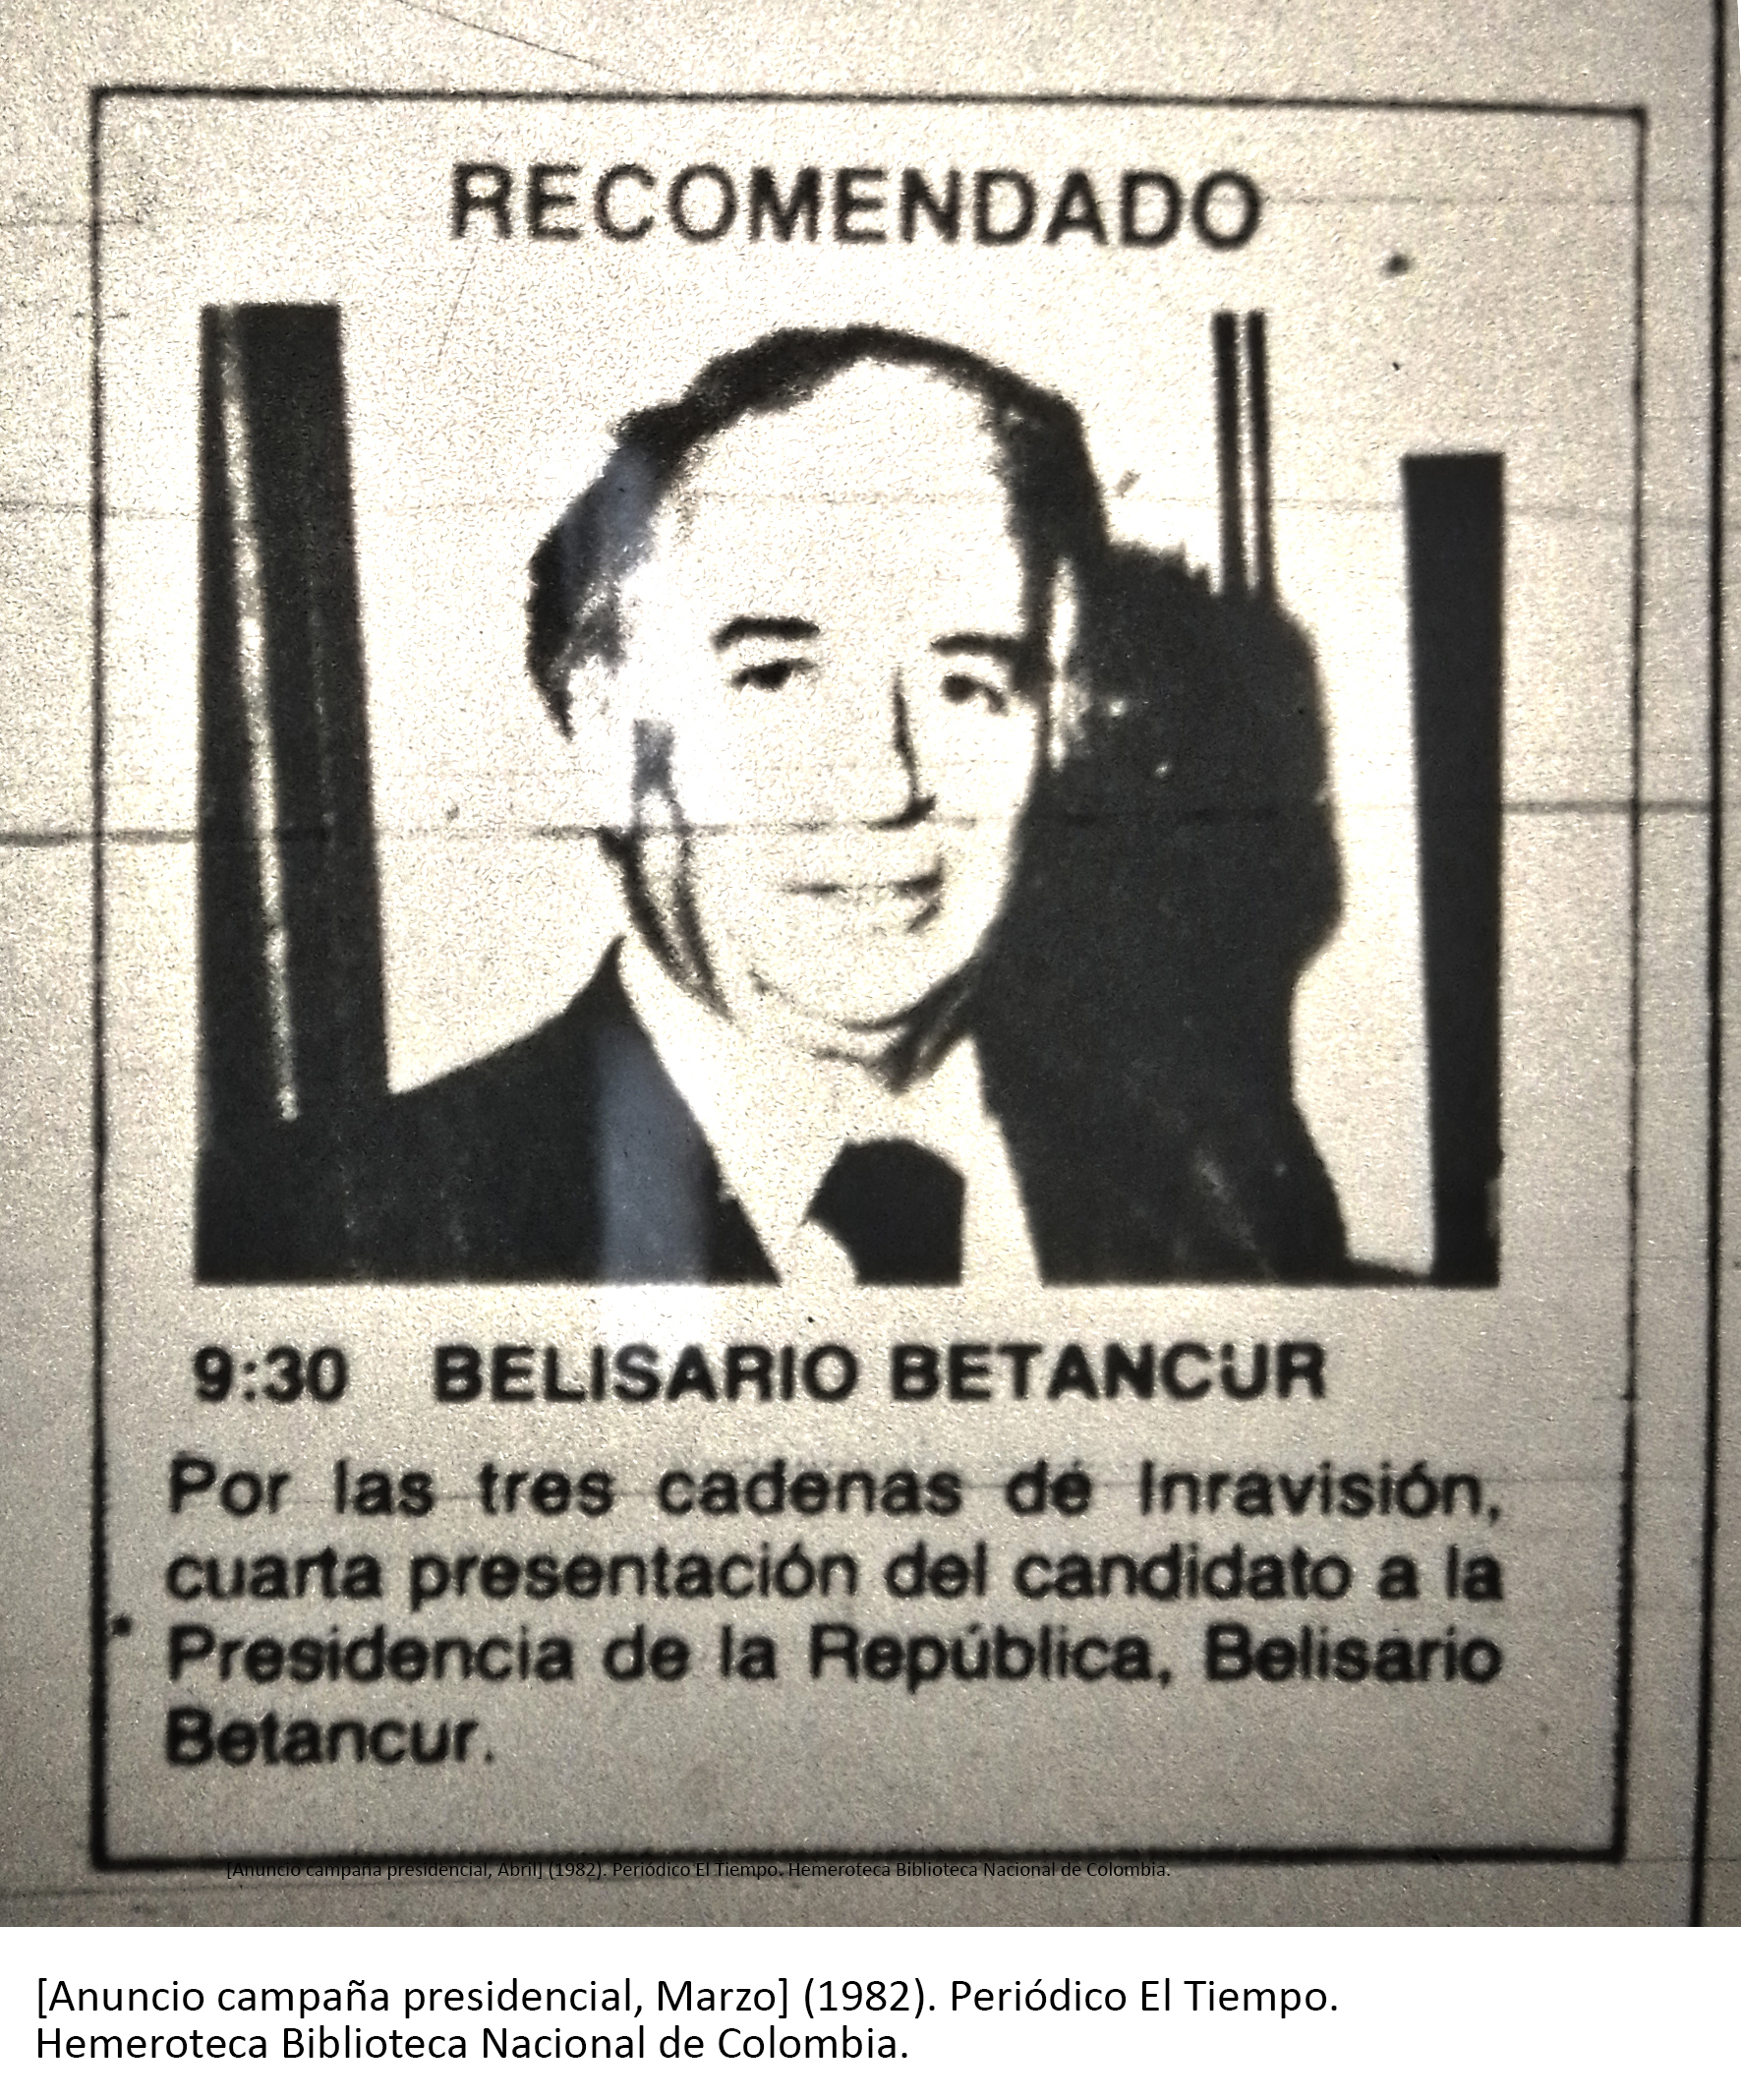 RECOMENDADO
9:30 BELISARIO BETANCUR
Por las tres cadenas de Inravisión,
cuarta presentación del candidato a la
Presidencia de la República, Belisario
Betancur.
[Anuncio campaña presidencial, Abril] (1982). Periódico El Tiempo. Hemeroteca Biblioteca Nacional de Colombia.
[Anuncio campaña presidencial, Marzo] (1982). Periódico El Tiempo.
Hemeroteca Biblioteca Nacional de Colombia.